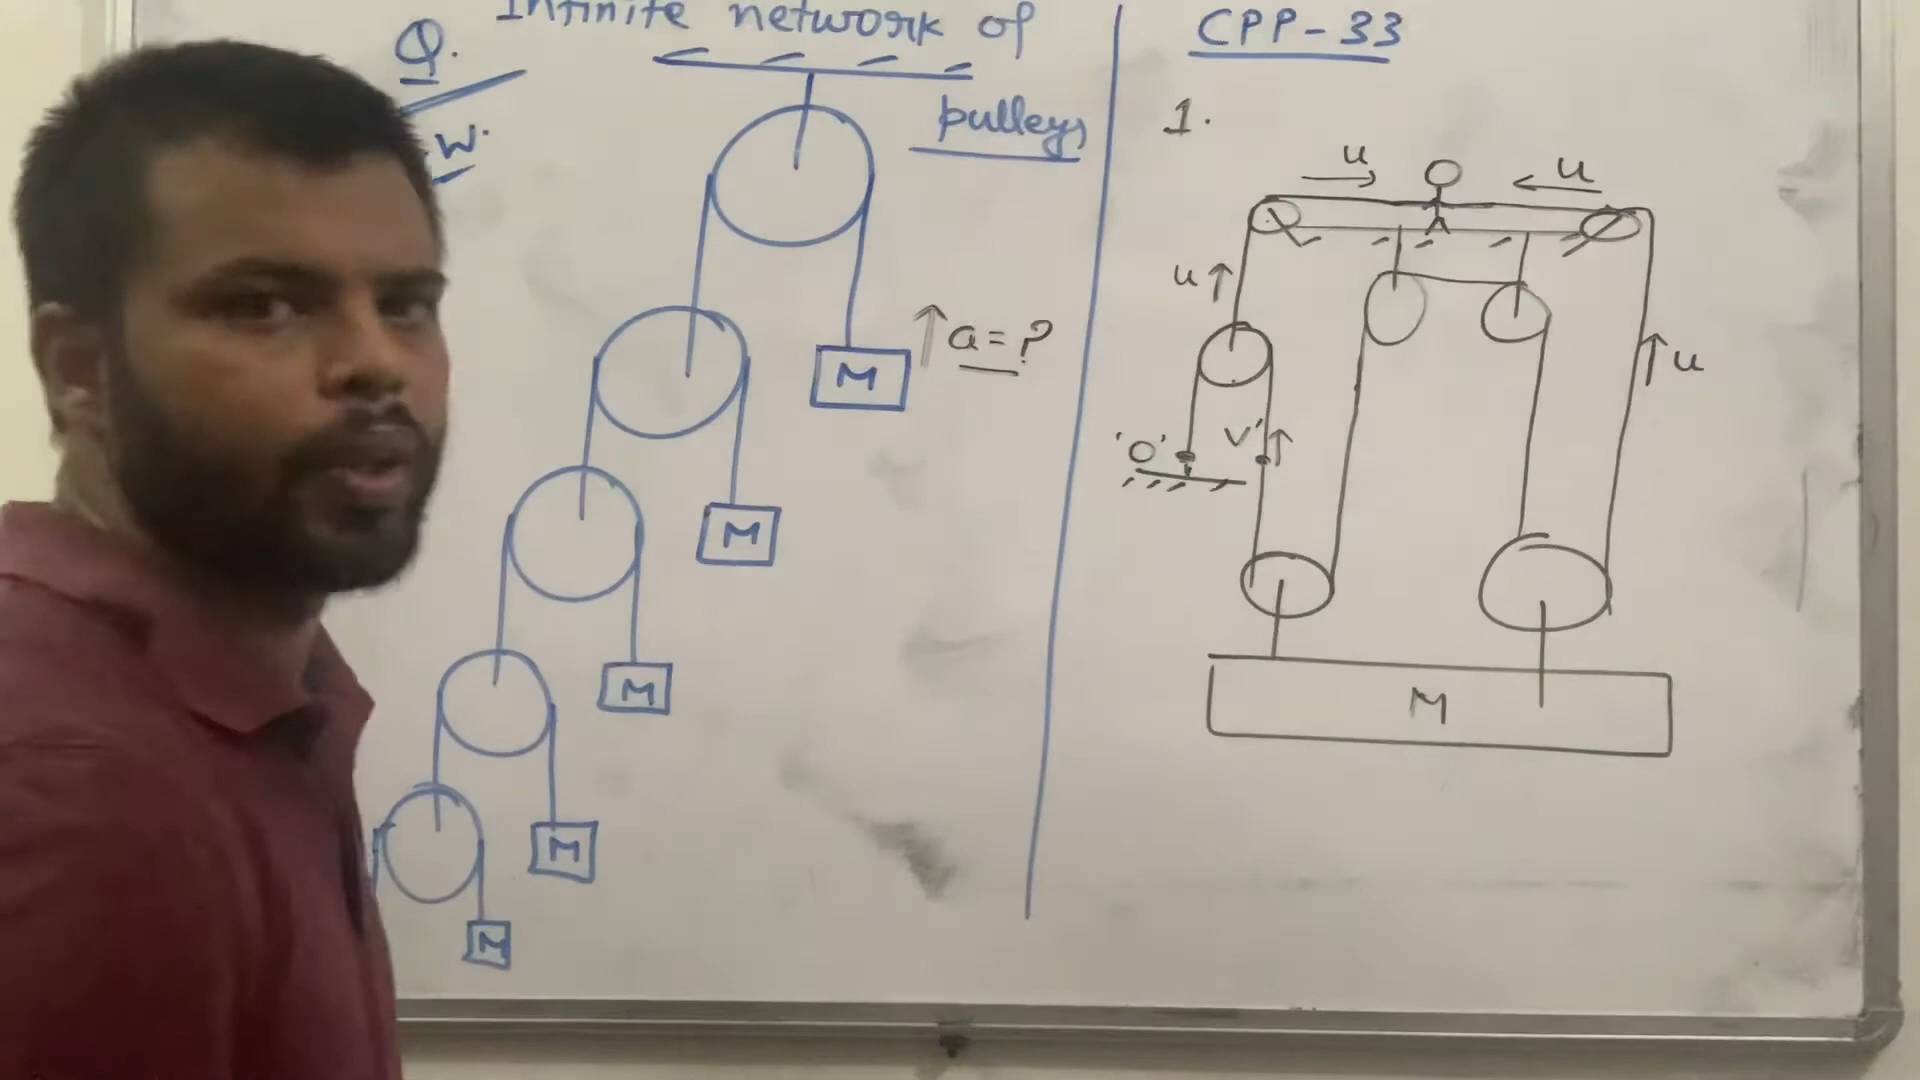 Q. Infinite network of
pulleys
W.
M
a = ?
M
M
M
M
CPP-33
1.
u
u
u
u
'O'
V'
M